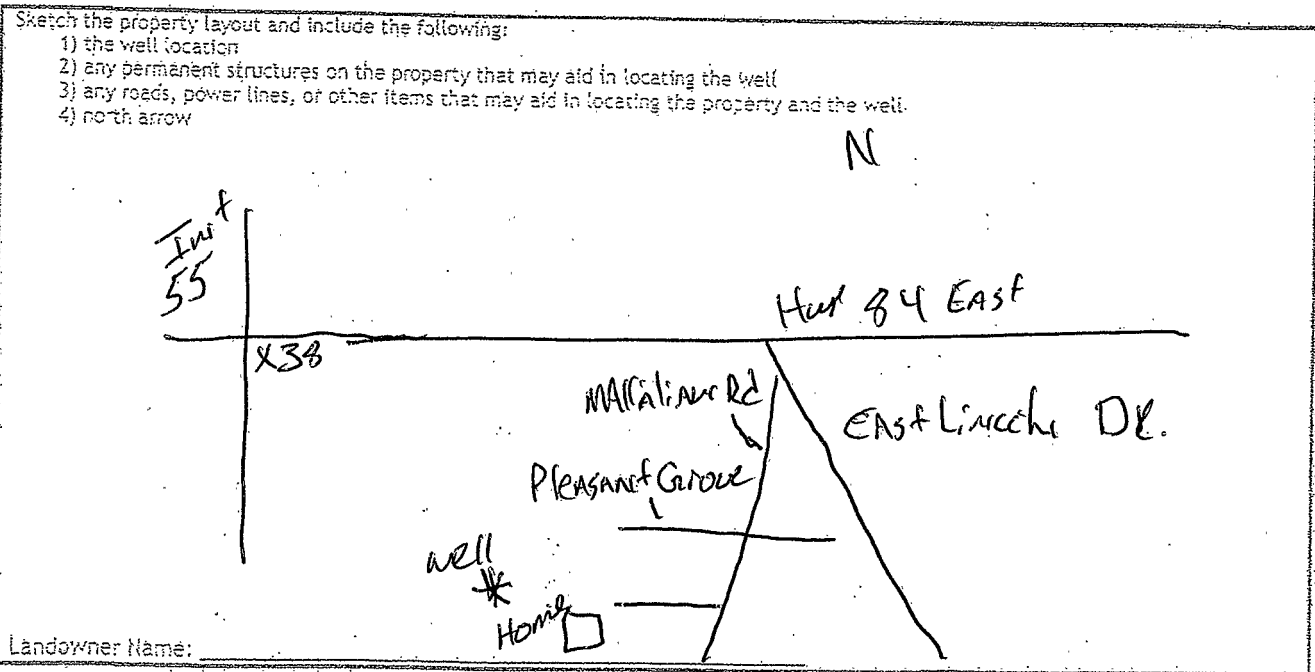 Sketch the property layout and include the following:
1) the well location
2) any permanent structures on the property that may aid in locating the well
3) any roads, power lines, or other items that may aid in locating the property and the well.
4) north arrow
N
Int
55
Hwy 84 East
X38
Mallalieu Rd
East Lincoln DR.
Pleasant Grove
well
Home
Landowner Name: